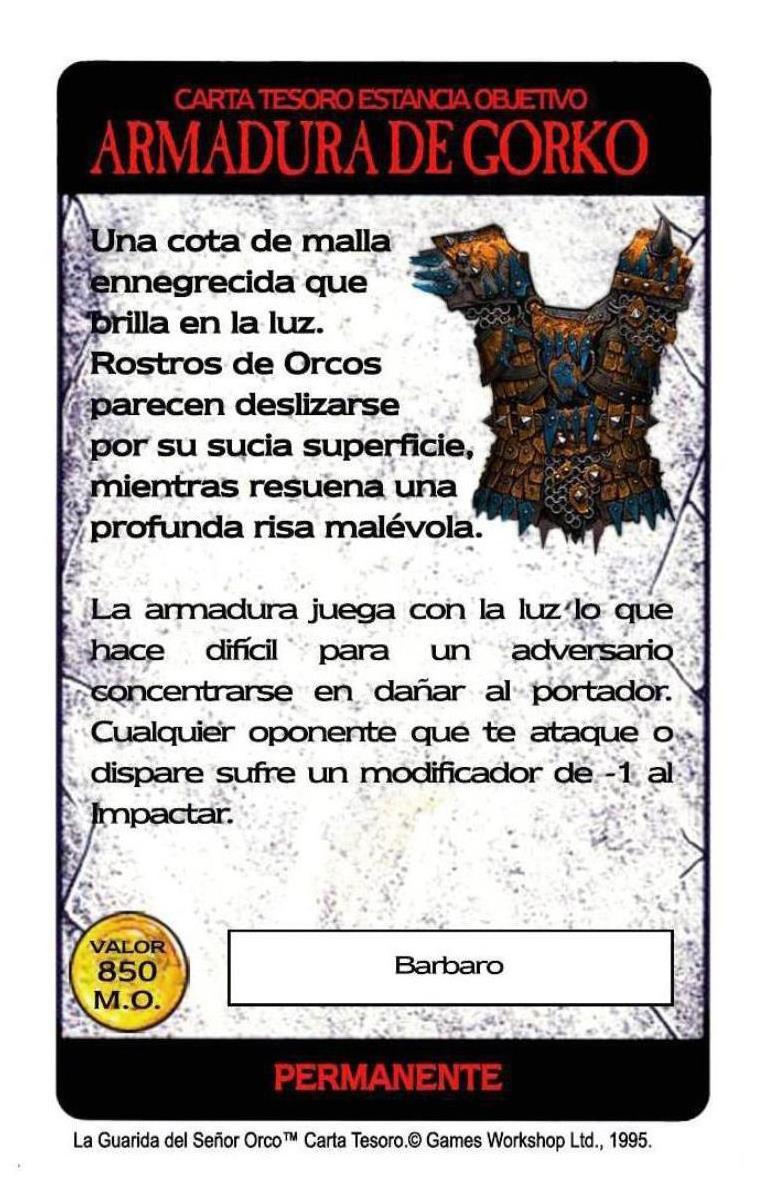 CARTA TESORO ESTANCIA OBJETIVO
ARMADURA DE GORKO
Una cota de malla
ennegrecida que
brilla en la luz.
Rostros de Orcos
parecen deslizarse
por su sucia superficie,
mientras resuena una
profunda risa malévola.
La armadura juega con la luz lo que
hace difícil para un adversario
concentrarse en dañar al portador.
Cualquier oponente que te ataque o
dispare sufre un modificador de -1 al
Impactar.
VALOR
850
M.O.
Barbaro
PERMANENTE
La Guarida del Señor Orco™ Carta Tesoro.© Games Workshop Ltd., 1995.